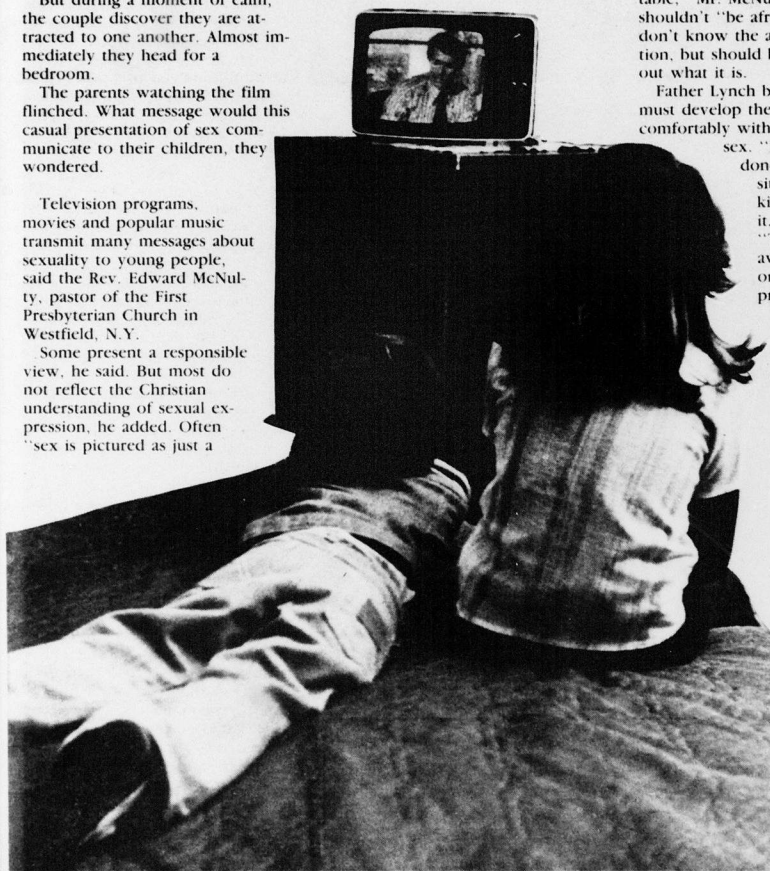 But during a moment of calm,
the couple discover they are at-
tracted to one another. Almost im-
mediately they head for a
bedroom.
The parents watching the film
flinched. What message would this
casual presentation of sex com-
municate to their children, they
wondered.
Television programs,
movies and popular music
transmit many messages about
sexuality to young people,
said the Rev. Edward McNul-
ty, pastor of the First
Presbyterian Church in
Westfield, N.Y.
Some present a responsible
view, he said. But most do
not reflect the Christian
understanding of sexual ex-
pression, he added. Often
"sex is pictured as just a
table," Mr. McNu
shouldn't "be afr
don't know the a
tion, but should
out what it is.
Father Lynch b
must develop the
comfortably with
sex. "
don
sit
ki
it.